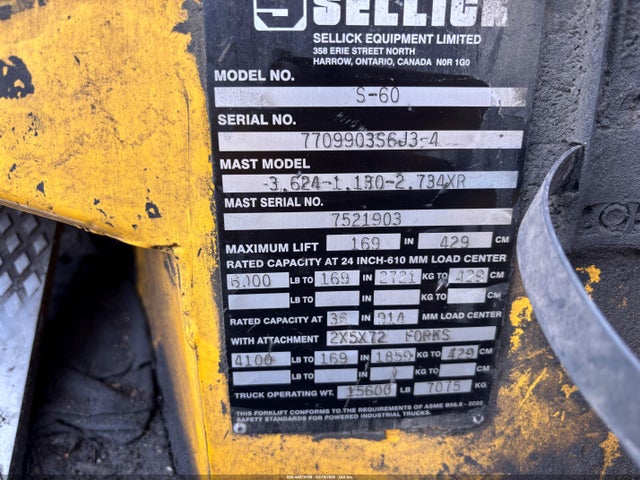 SELLICK
SELLICK EQUIPMENT LIMITED
358 ERIE STREET NORTH
HARROW, ONTARIO, CANADA N0R 1G0
MODEL NO.
S-60
SERIAL NO.
7709903S6J3-4
MAST MODEL
3.624-1.130-2.734XR
MAST SERIAL NO.
7521903
MAXIMUM LIFT 169 IN 429 CM
RATED CAPACITY AT 24 INCH-610 MM LOAD CENTER
6000 LB TO 169 IN 2721 KG TO 429 CM
LB TO IN KG TO CM
RATED CAPACITY AT 36 IN 914 MM LOAD CENTER
WITH ATTACHMENT 2X5X72 FORKS
4100 LB TO 169 IN 1859 KG TO 429 CM
LB TO IN KG TO CM
TRUCK OPERATING WT. 15600 LB 7075 KG
THIS FORKLIFT CONFORMS TO THE REQUIREMENTS OF ASME B56.6 - 2002
SAFETY STANDARDS FOR POWERED INDUSTRIAL TRUCKS.